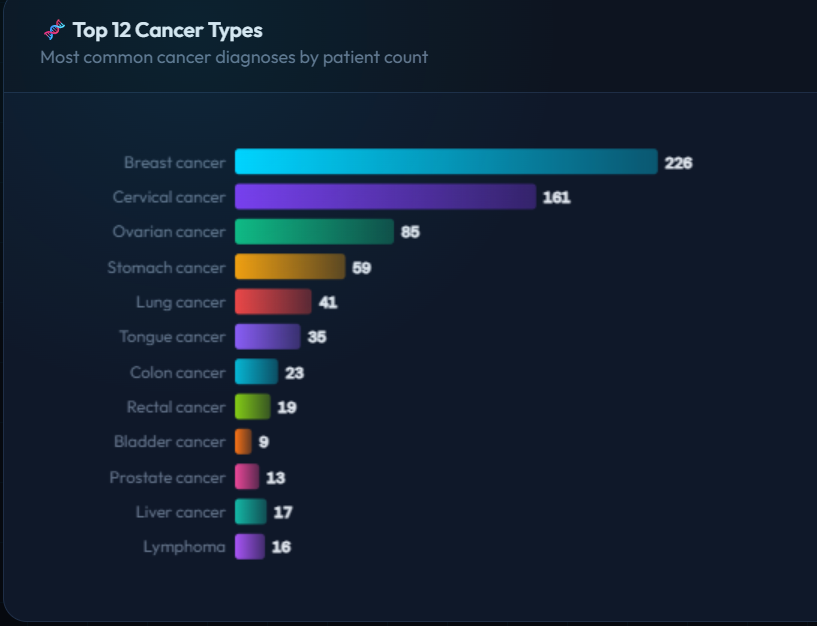 Top 12 Cancer Types
Most common cancer diagnoses by patient count
Breast cancer 226
Cervical cancer 161
Ovarian cancer 85
Stomach cancer 59
Lung cancer 41
Tongue cancer 35
Colon cancer 23
Rectal cancer 19
Bladder cancer 9
Prostate cancer 13
Liver cancer 17
Lymphoma 16